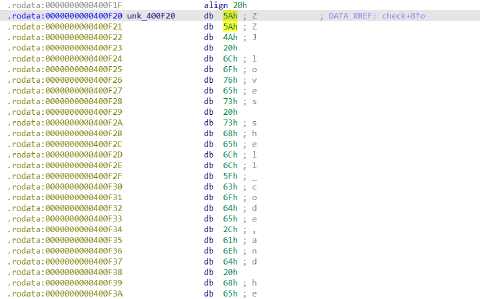 .rodata:0000000000400F1F align 20h
.rodata:0000000000400F20 unk_400F20 db 5Ah ; Z ; DATA XREF: check+8fo
.rodata:0000000000400F21 db 5Ah ; Z
.rodata:0000000000400F22 db 4Ah ; J
.rodata:0000000000400F23 db 20h
.rodata:0000000000400F24 db 6Ch ; l
.rodata:0000000000400F25 db 6Fh ; o
.rodata:0000000000400F26 db 76h ; v
.rodata:0000000000400F27 db 65h ; e
.rodata:0000000000400F28 db 73h ; s
.rodata:0000000000400F29 db 20h
.rodata:0000000000400F2A db 73h ; s
.rodata:0000000000400F2B db 68h ; h
.rodata:0000000000400F2C db 65h ; e
.rodata:0000000000400F2D db 6Ch ; l
.rodata:0000000000400F2E db 6Ch ; l
.rodata:0000000000400F2F db 5Fh ; _
.rodata:0000000000400F30 db 63h ; c
.rodata:0000000000400F31 db 6Fh ; o
.rodata:0000000000400F32 db 64h ; d
.rodata:0000000000400F33 db 65h ; e
.rodata:0000000000400F34 db 2Ch ; ,
.rodata:0000000000400F35 db 61h ; a
.rodata:0000000000400F36 db 6Eh ; n
.rodata:0000000000400F37 db 64h ; d
.rodata:0000000000400F38 db 20h
.rodata:0000000000400F39 db 68h ; h
.rodata:0000000000400F3A db 65h ; e